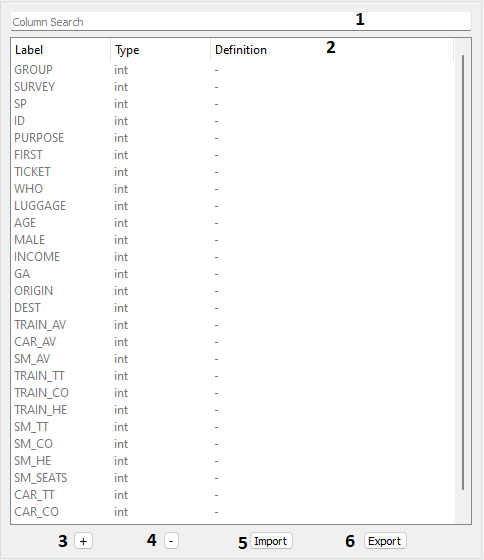 Column Search 1
Label Type Definition 2
GROUP int -
SURVEY int -
SP int -
ID int -
PURPOSE int -
FIRST int -
TICKET int -
WHO int -
LUGGAGE int -
AGE int -
MALE int -
INCOME int -
GA int -
ORIGIN int -
DEST int -
TRAIN_AV int -
CAR_AV int -
SM_AV int -
TRAIN_TT int -
TRAIN_CO int -
TRAIN_HE int -
SM_TT int -
SM_CO int -
SM_HE int -
SM_SEATS int -
CAR_TT int -
CAR_CO int -
3 + 4 - 5 Import 6 Export